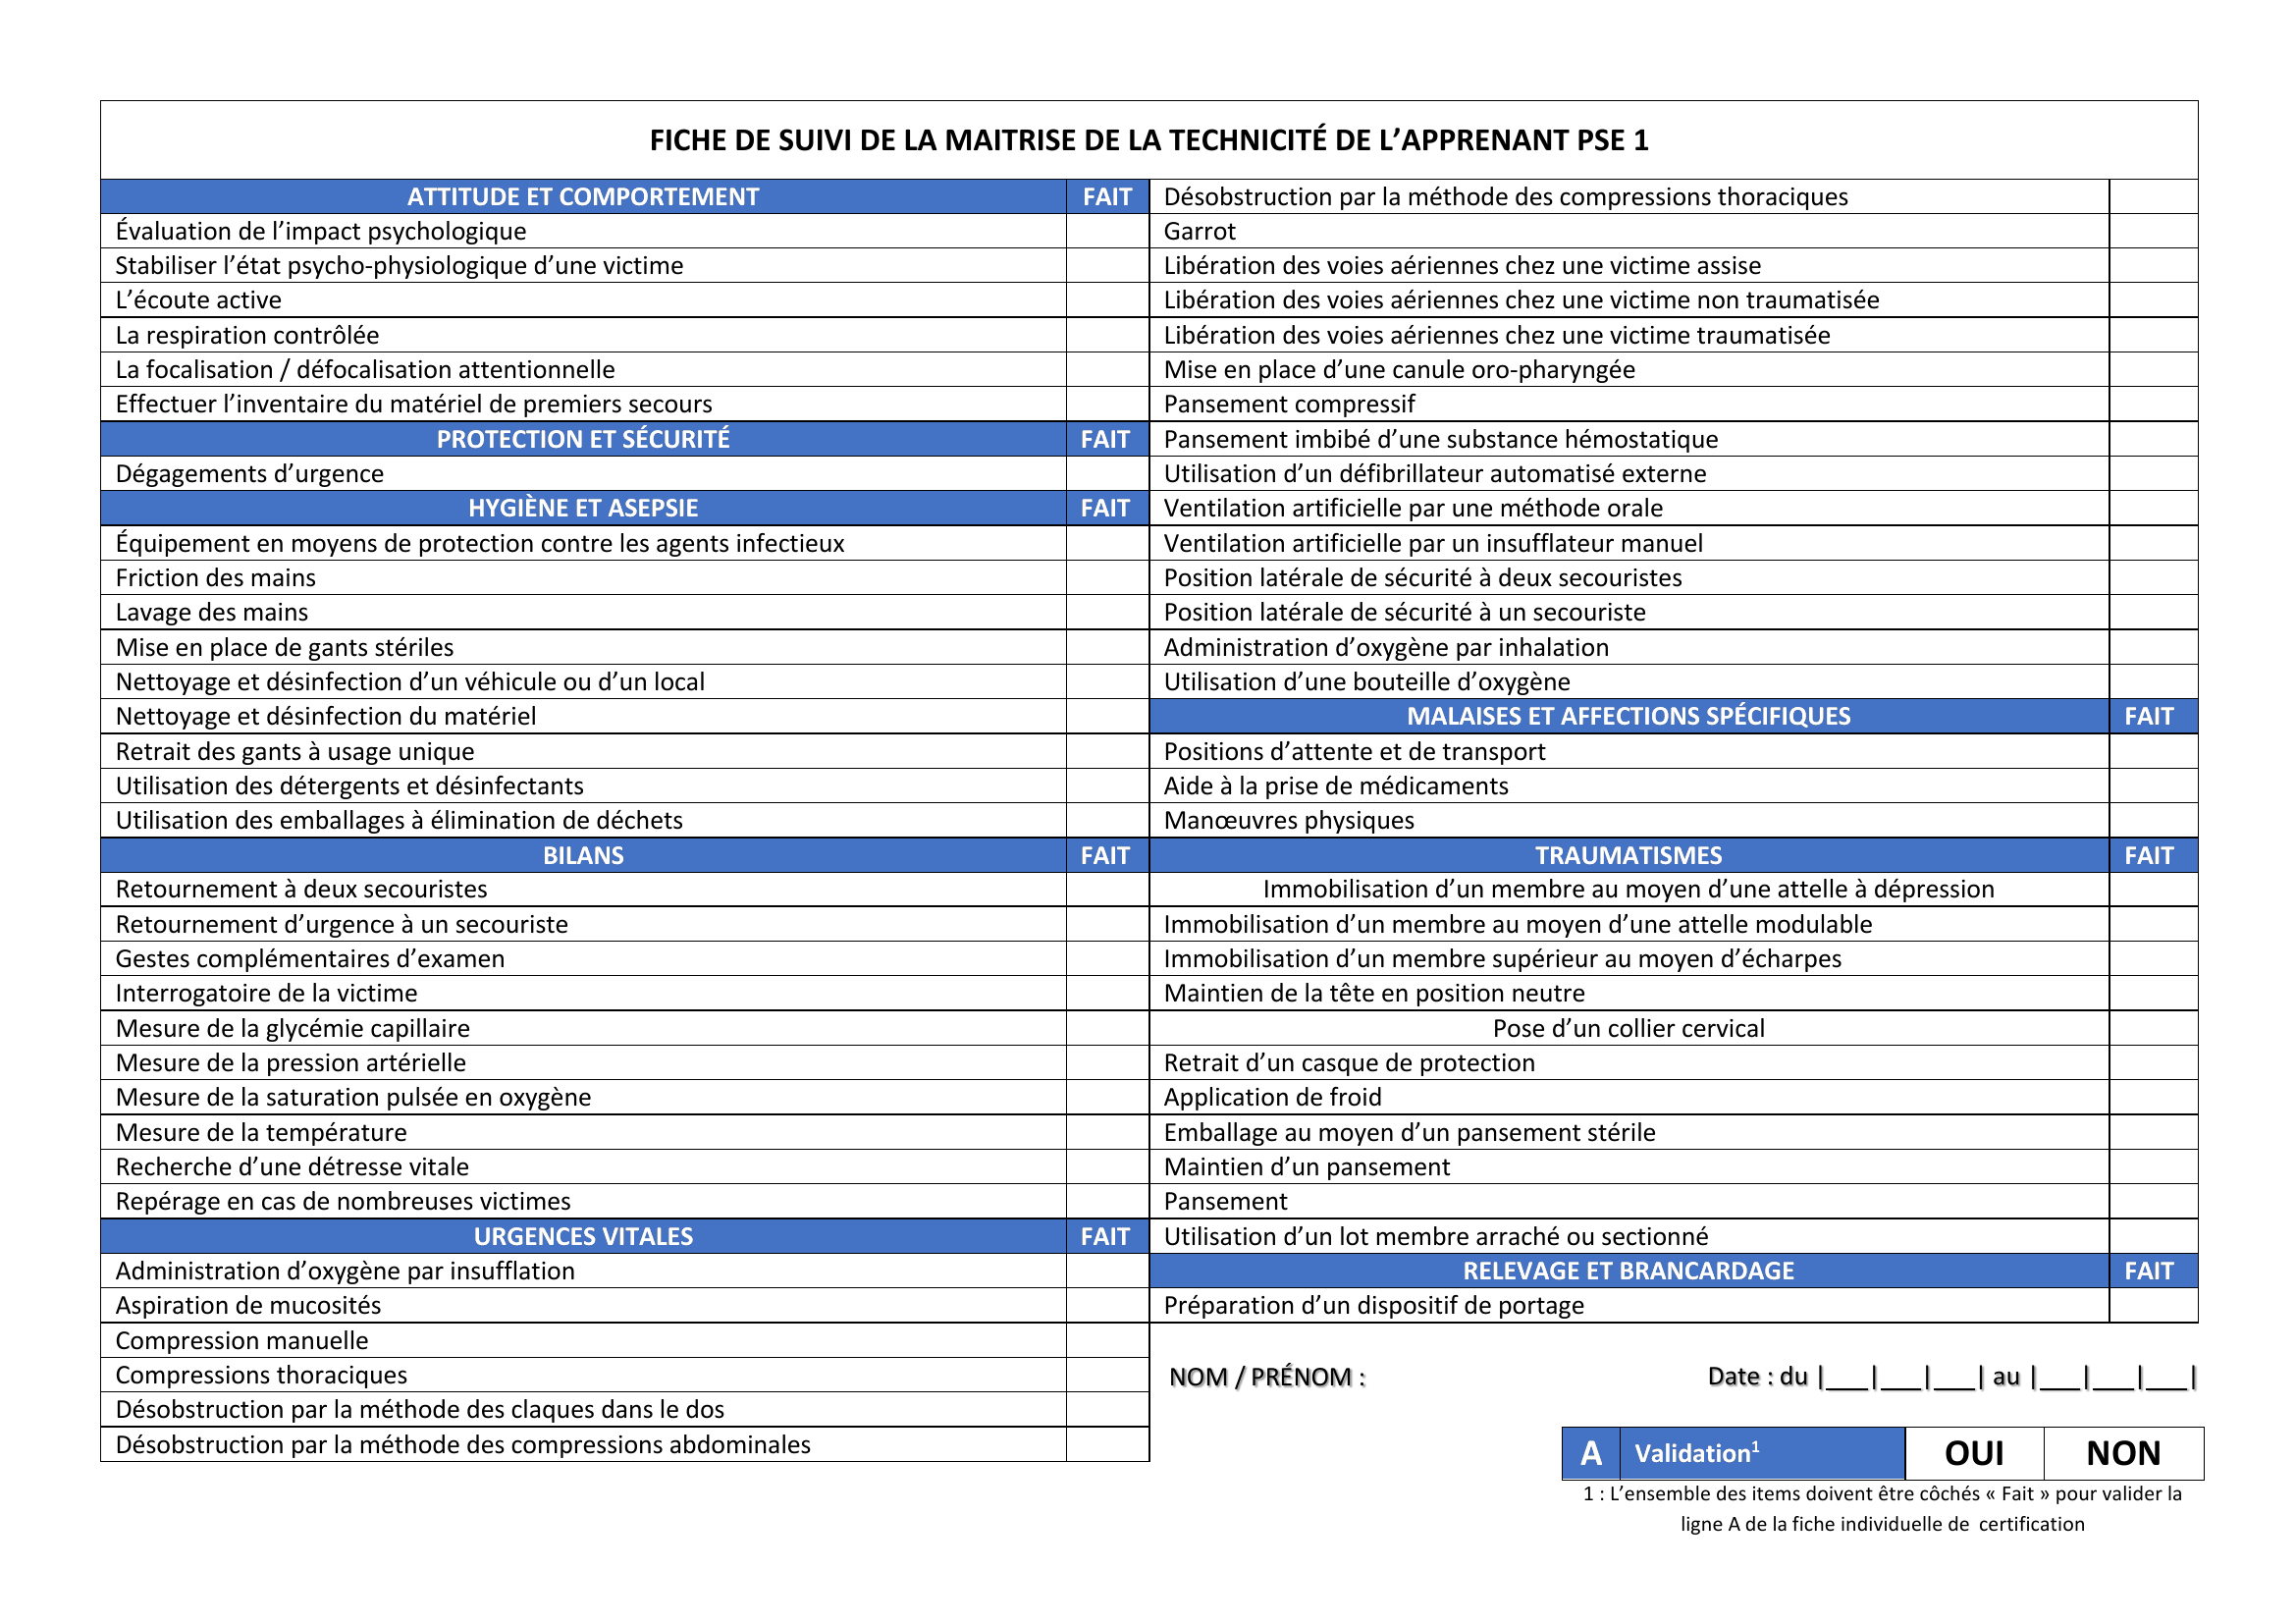 FICHE DE SUIVI DE LA MAITRISE DE LA TECHNICITÉ DE L’APPRENANT PSE 1
ATTITUDE ET COMPORTEMENT FAIT
Évaluation de l’impact psychologique
Stabiliser l’état psycho-physiologique d’une victime
L’écoute active
La respiration contrôlée
La focalisation / défocalisation attentionnelle
Effectuer l’inventaire du matériel de premiers secours
PROTECTION ET SÉCURITÉ FAIT
Dégagements d’urgence
HYGIÈNE ET ASEPSIE FAIT
Équipement en moyens de protection contre les agents infectieux
Friction des mains
Lavage des mains
Mise en place de gants stériles
Nettoyage et désinfection d’un véhicule ou d’un local
Nettoyage et désinfection du matériel
Retrait des gants à usage unique
Utilisation des détergents et désinfectants
Utilisation des emballages à élimination de déchets
BILANS FAIT
Retournement à deux secouristes
Retournement d’urgence à un secouriste
Gestes complémentaires d’examen
Interrogatoire de la victime
Mesure de la glycémie capillaire
Mesure de la pression artérielle
Mesure de la saturation pulsée en oxygène
Mesure de la température
Recherche d’une détresse vitale
Repérage en cas de nombreuses victimes
URGENCES VITALES FAIT
Administration d’oxygène par insufflation
Aspiration de mucosités
Compression manuelle
Compressions thoraciques
Désobstruction par la méthode des claques dans le dos
Désobstruction par la méthode des compressions abdominales
Désobstruction par la méthode des compressions thoraciques
Garrot
Libération des voies aériennes chez une victime assise
Libération des voies aériennes chez une victime non traumatisée
Libération des voies aériennes chez une victime traumatisée
Mise en place d’une canule oro-pharyngée
Pansement compressif
Pansement imbibé d’une substance hémostatique
Utilisation d’un défibrillateur automatisé externe
Ventilation artificielle par une méthode orale
Ventilation artificielle par un insufflateur manuel
Position latérale de sécurité à deux secouristes
Position latérale de sécurité à un secouriste
Administration d’oxygène par inhalation
Utilisation d’une bouteille d’oxygène
MALAISES ET AFFECTIONS SPÉCIFIQUES FAIT
Positions d’attente et de transport
Aide à la prise de médicaments
Manœuvres physiques
TRAUMATISMES FAIT
Immobilisation d’un membre au moyen d’une attelle à dépression
Immobilisation d’un membre au moyen d’une attelle modulable
Immobilisation d’un membre supérieur au moyen d’écharpes
Maintien de la tête en position neutre
Pose d’un collier cervical
Retrait d’un casque de protection
Application de froid
Emballage au moyen d’un pansement stérile
Maintien d’un pansement
Pansement
Utilisation d’un lot membre arraché ou sectionné
RELEVAGE ET BRANCARDAGE FAIT
Préparation d’un dispositif de portage
NOM / PRÉNOM : Date : du |___|___|___| au |___|___|___|
A Validation1 OUI NON
1 : L’ensemble des items doivent être côchés « Fait » pour valider la
ligne A de la fiche individuelle de certification